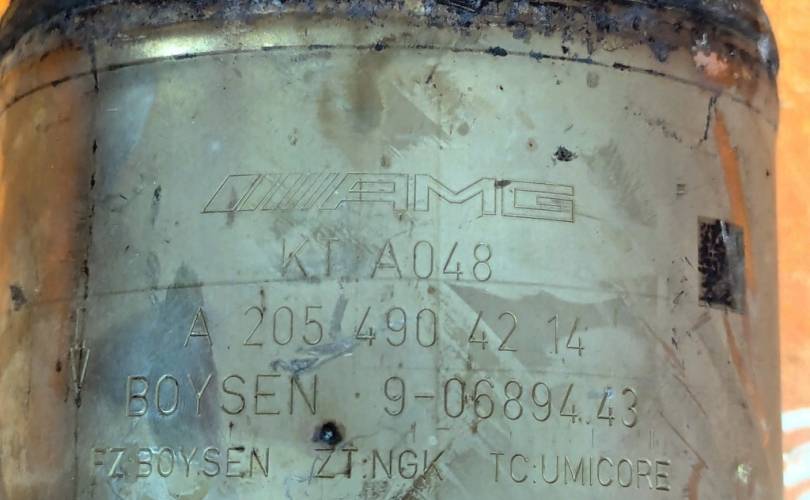 AMG
KT A048
A 205 490 42 14
BOYSEN 9-06894.43
FZ:BOYSEN ZT:NGK TC:UMICORE